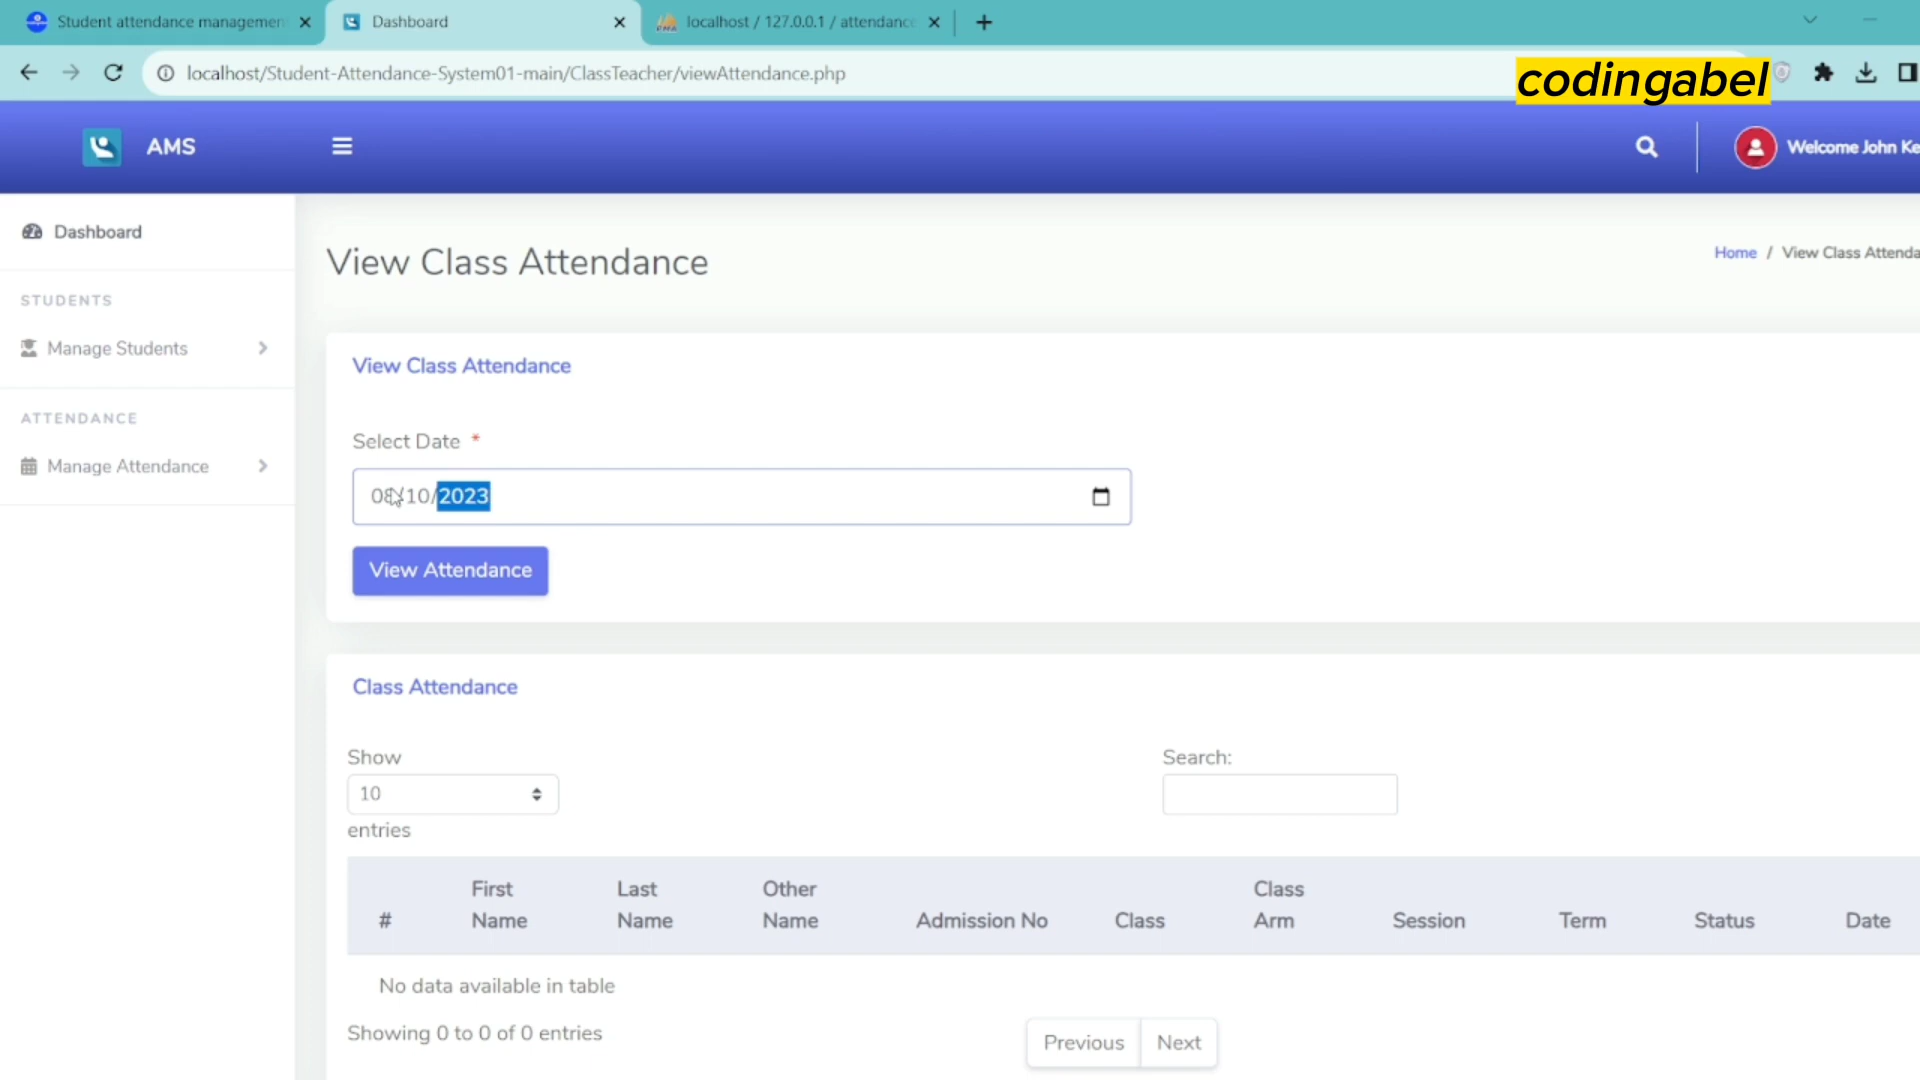 Student attendance managemen
Dashboard
localhost / 127.0.0.1 / attendance
localhost/Student-Attendance-System01-main/ClassTeacher/viewAttendance.php
codingabel
AMS
Welcome John Ke
Dashboard
STUDENTS
Manage Students
ATTENDANCE
Manage Attendance
View Class Attendance
Home / View Class Attenda
View Class Attendance
Select Date *
08/10/2023
View Attendance
Class Attendance
Show
10
entries
Search:
# First Name Last Name Other Name Admission No Class Class Arm Session Term Status Date
No data available in table
Showing 0 to 0 of 0 entries
Previous Next